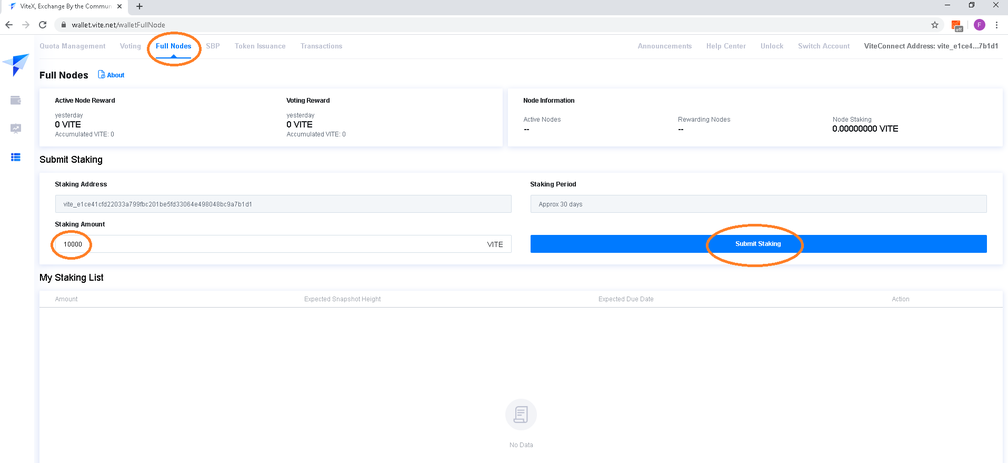 ViteX, Exchange By the Commun
wallet.vite.net/walletFullNode
F
Quota Management Voting Full Nodes SBP Token Issuance Transactions Announcements Help Center Unlock Switch Account ViteConnect Address: vite_e1ce4...7b1d1
Full Nodes About
Active Node Reward Voting Reward Node Information
yesterday yesterday Active Nodes Rewarding Nodes Node Staking
0 VITE 0 VITE -- -- 0.00000000 VITE
Accumulated VITE: 0 Accumulated VITE: 0
Submit Staking
Staking Address Staking Period
vite_e1ce41cfd22033a799fbc201be5fd33064e498048bc9a7b1d1 Approx 30 days
Staking Amount
10000 VITE Submit Staking
My Staking List
Amount Expected Snapshot Height Expected Due Date Action
No Data